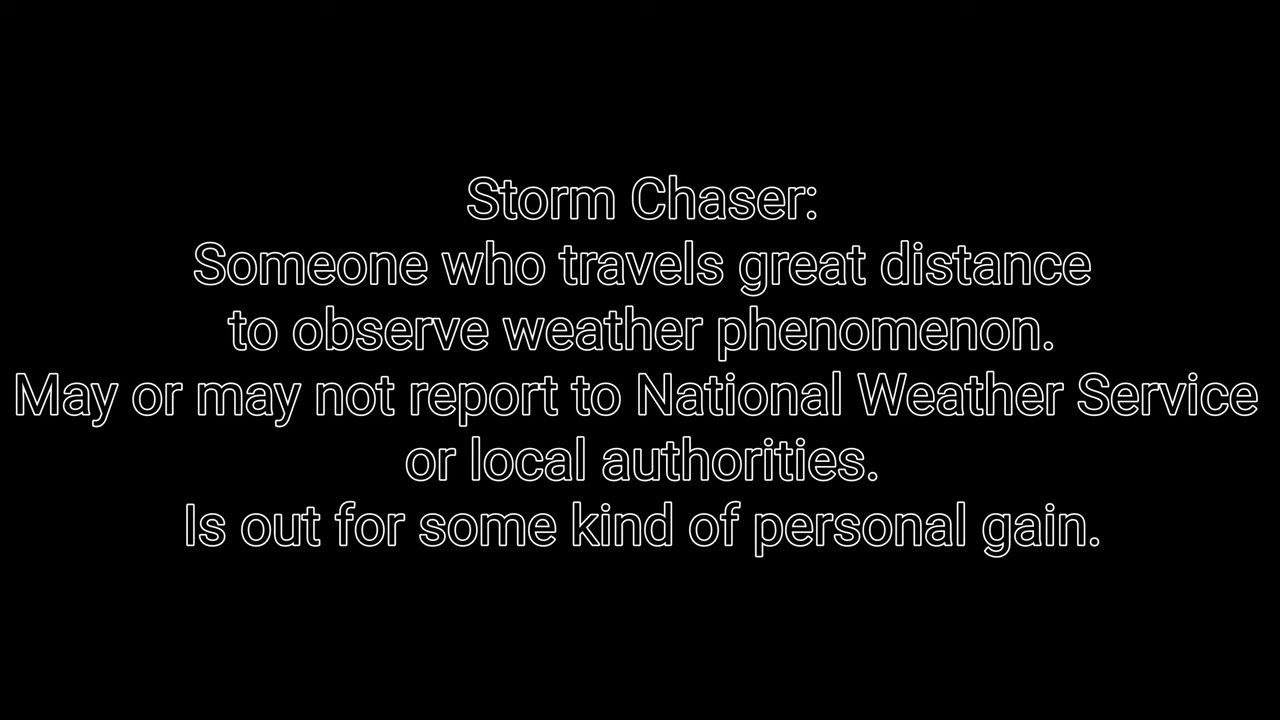 Storm Chaser:
Someone who travels great distance
to observe weather phenomenon.
May or may not report to National Weather Service
or local authorities.
Is out for some kind of personal gain.